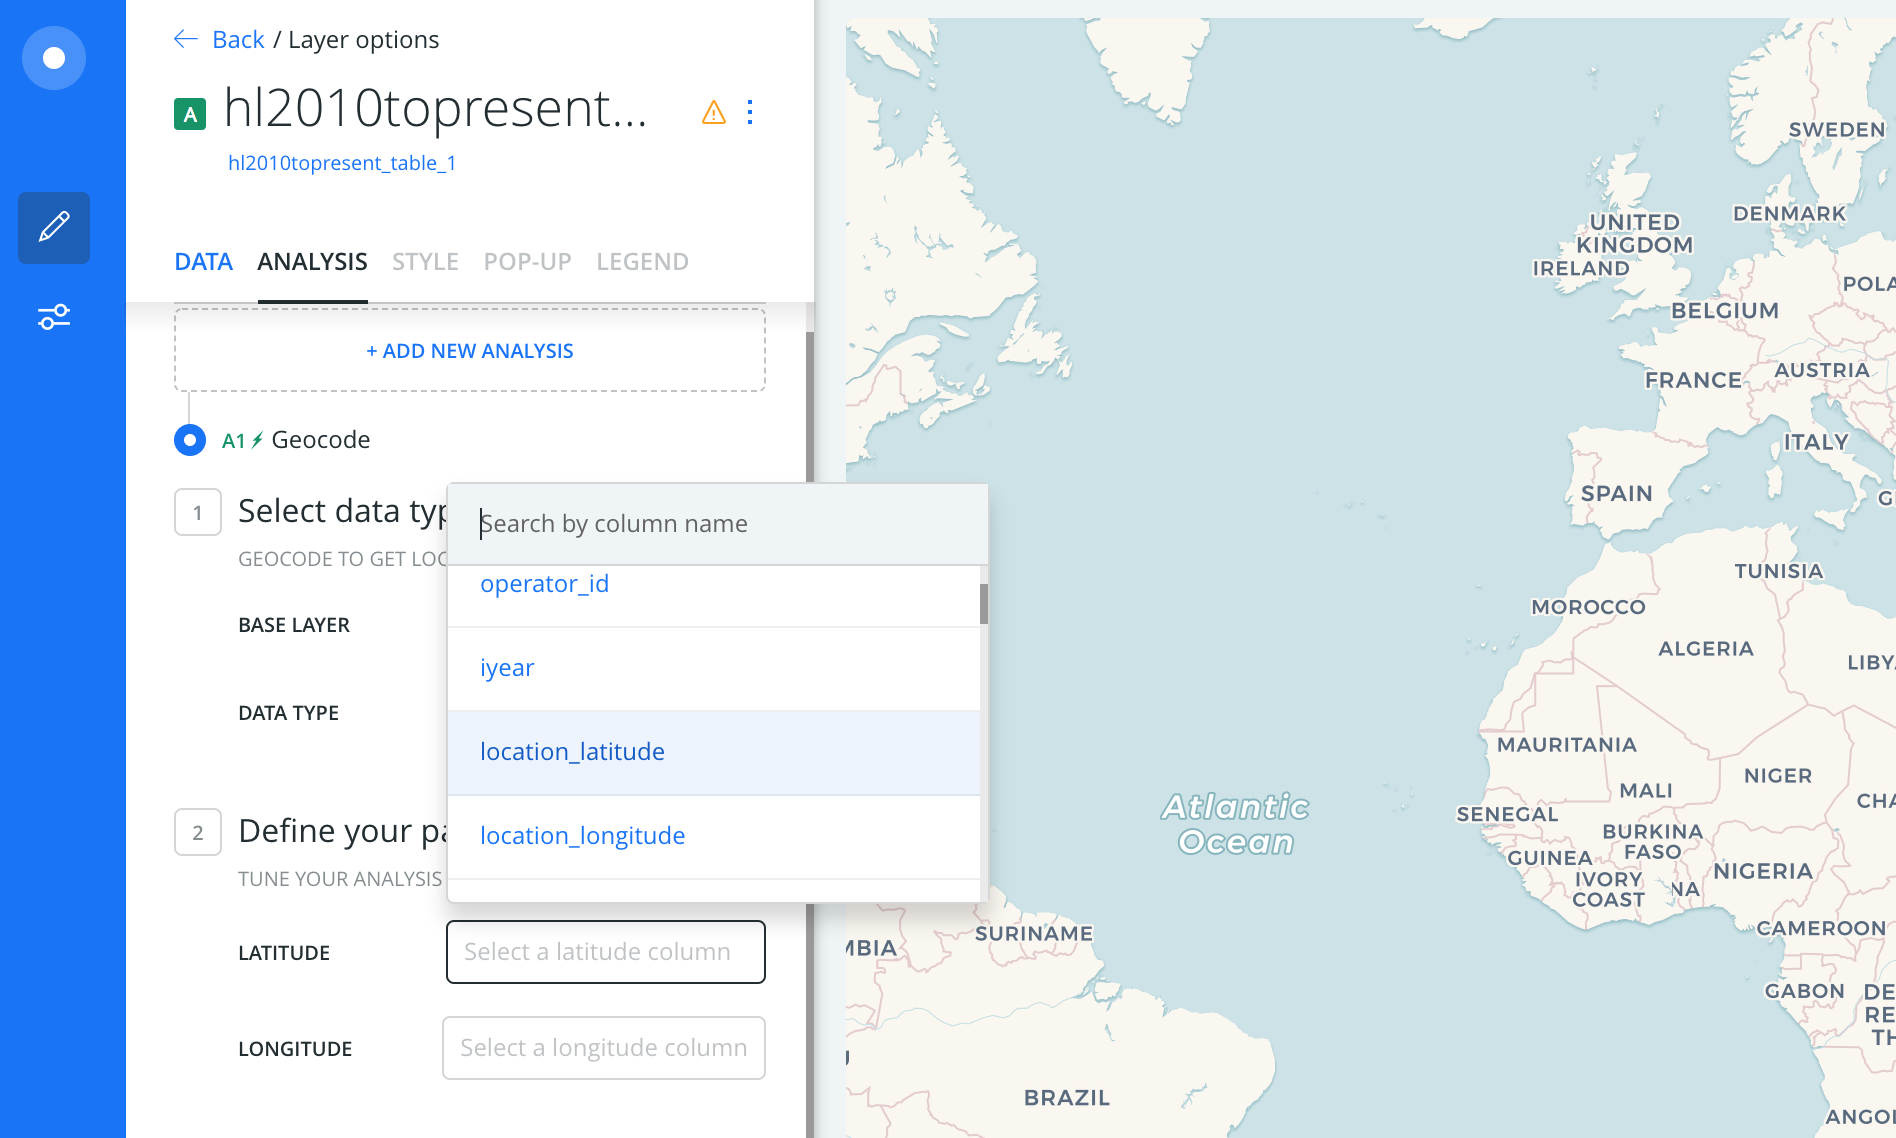 Back / Layer options
A hl2010topresent...
hl2010topresent_table_1
DATA ANALYSIS STYLE POP-UP LEGEND
+ ADD NEW ANALYSIS
A1 Geocode
1 Select data typ
GEOCODE TO GET LOC
BASE LAYER
DATA TYPE
2 Define your pa
TUNE YOUR ANALYSIS
Search by column name
operator_id
iyear
location_latitude
location_longitude
LATITUDE Select a latitude column
LONGITUDE Select a longitude column
SWEDEN
DENMARK
UNITED
KINGDOM
IRELAND
POLA
BELGIUM
AUSTRIA
FRANCE
ITALY
SPAIN
G
TUNISIA
MOROCCO
ALGERIA
LIBYA
MAURITANIA
NIGER
MALI
CHA
Atlantic
Ocean
SENEGAL
BURKINA
FASO
GUINEA
NIGERIA
IVORY
COAST
NA
CAMEROON
SURINAME
MBIA
GABON
DE
RE
TH
BRAZIL
ANGOL